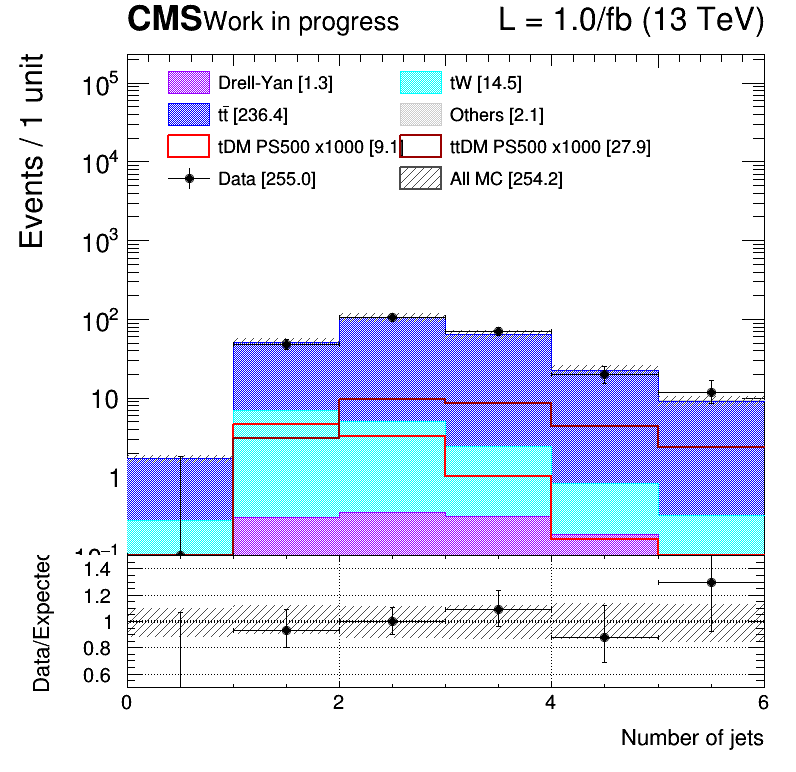 CMS Work in progress L = 1.0/fb (13 TeV)
Events / 1 unit
10⁵
10⁴
10³
10²
10
1
10⁻¹
Drell-Yan [1.3] tW [14.5]
tt̄ [236.4] Others [2.1]
tDM PS500 x1000 [9.1 ttDM PS500 x1000 [27.9]
Data [255.0] All MC [254.2]
Data/Expected
1.4
1.2
1
0.8
0.6
0 2 4 6
Number of jets